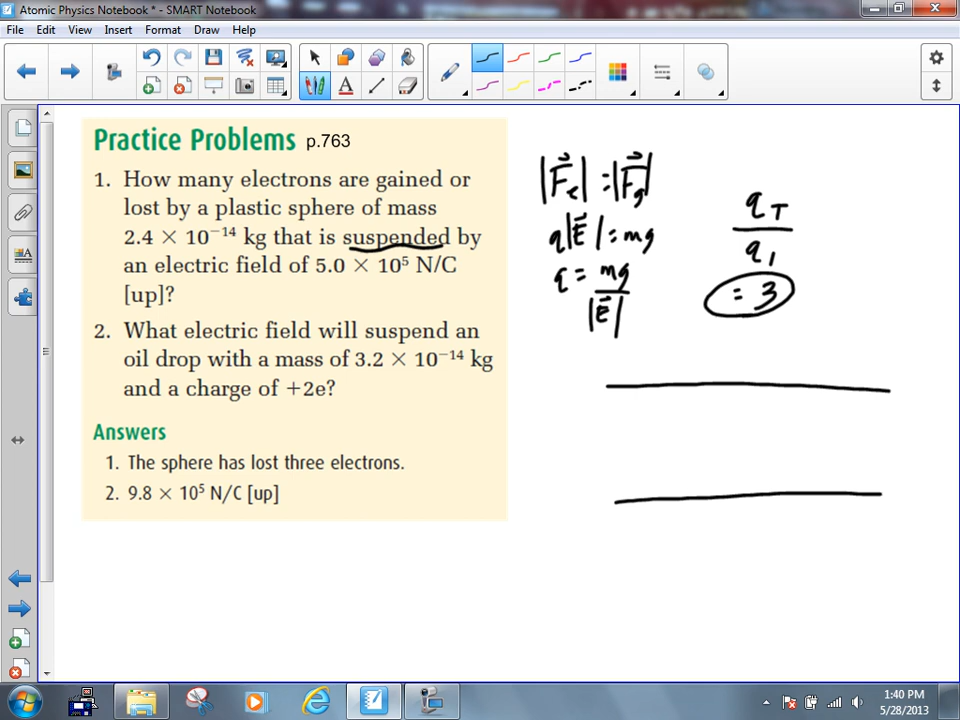 Atomic Physics Notebook * - SMART Notebook
File Edit View Insert Format Draw Help
Practice Problems p.763
1. How many electrons are gained or
lost by a plastic sphere of mass
2.4 × 10⁻¹⁴ kg that is suspended by
an electric field of 5.0 × 10⁵ N/C
[up]?
2. What electric field will suspend an
oil drop with a mass of 3.2 × 10⁻¹⁴ kg
and a charge of +2e?
Answers
1. The sphere has lost three electrons.
2. 9.8 × 10⁵ N/C [up]
|F⃗e| = |F⃗g|
q|E⃗| = mg
q = mg
|E⃗|
qT
q1
= 3
1:40 PM
5/28/2013